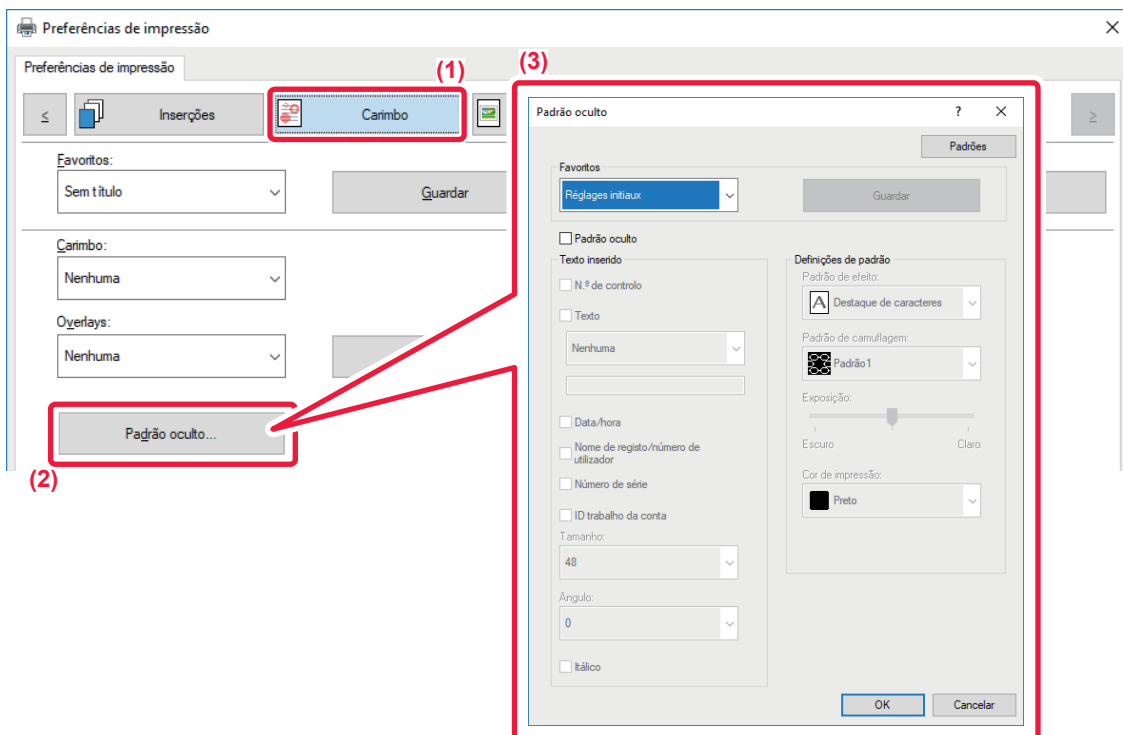 Preferências de impressão
Preferências de impressão
(1)
(3)
<
Inserções
Carimbo
>
Favoritos:
Sem título
Guardar
Carimbo:
Nenhuma
Overlays:
Nenhuma
Padrão oculto...
(2)
Padrão oculto
?
Padrões
Favoritos
Réglages initiaux
Guardar
Padrão oculto
Texto inserido
N.º de controlo
Texto
Nenhuma
Data/hora
Nome de registo/número de
utilizador
Número de série
ID trabalho da conta
Tamanho:
48
Angulo:
0
Itálico
Definições de padrão
Padrão de efeito:
A Destaque de caracteres
Padrão de camuflagem:
Padrão1
Exposição:
Escuro Claro
Cor de impressão:
Preto
OK
Cancelar